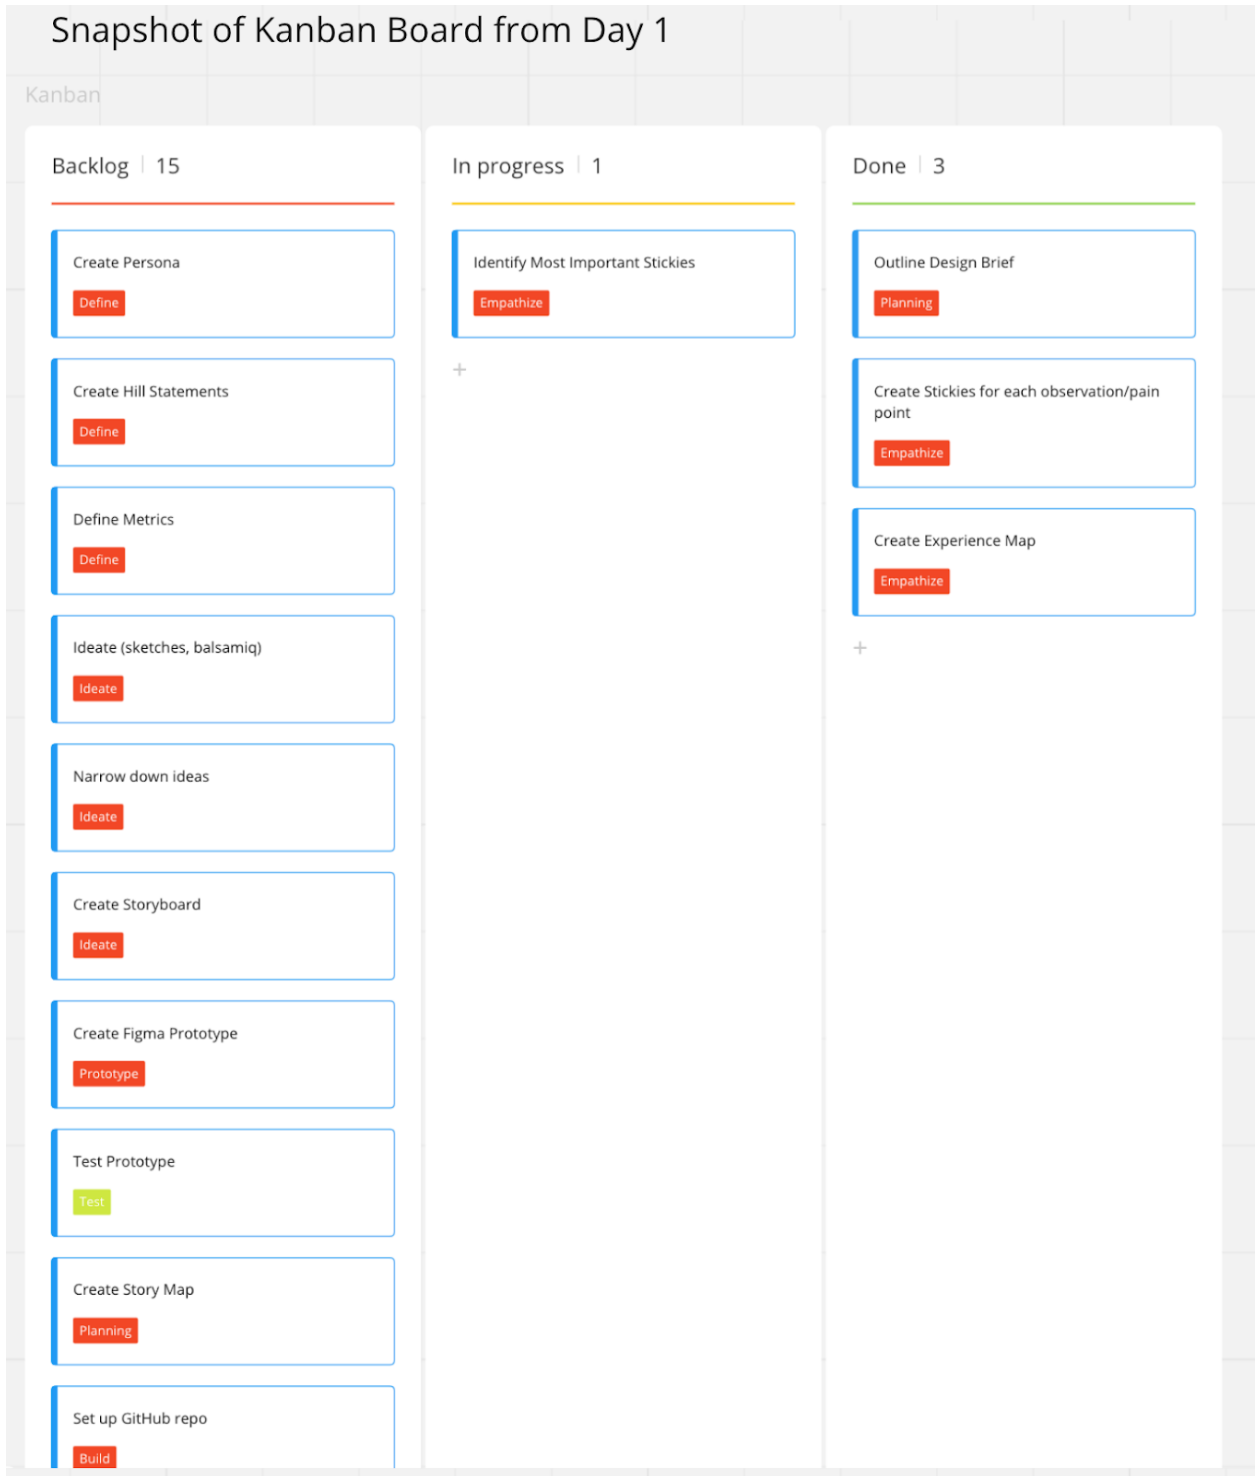 Snapshot of Kanban Board from Day 1
Kanban
Backlog 15
Create Persona
Define
Create Hill Statements
Define
Define Metrics
Define
Ideate (sketches, balsamiq)
Ideate
Narrow down ideas
Ideate
Create Storyboard
Ideate
Create Figma Prototype
Prototype
Test Prototype
Test
Create Story Map
Planning
Set up GitHub repo
Build
In progress 1
Identify Most Important Stickies
Empathize
+
Done 3
Outline Design Brief
Planning
Create Stickies for each observation/pain
point
Empathize
Create Experience Map
Empathize
+